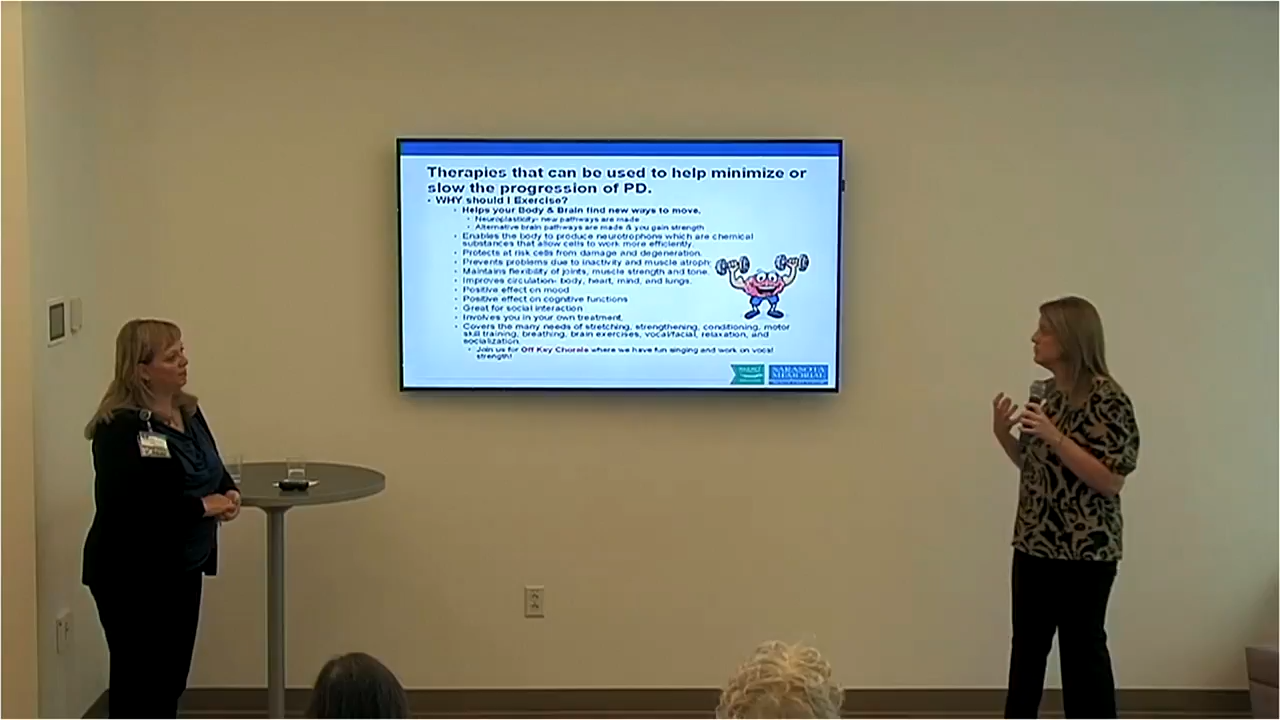 Therapies that can be used to help minimize or
slow the progression of PD.
• WHY should I Exercise?
• Helps your Body & Brain find new ways to move.
• Neuroplasticity- new pathways are made
• Alternative brain pathways are made & you gain strength
• Enables the body to produce neurotrophons which are chemical
substances that allow cells to work more efficiently.
• Protects at risk cells from damage and degeneration.
• Prevents problems due to inactivity and muscle atroph
• Maintains flexibility of joints, muscle strength and tone.
• Improves circulation- body, heart, mind, and lungs.
• Positive effect on mood
• Positive effect on cognitive functions
• Great for social interaction
• Involves you in your own treatment.
• Covers the many needs of stretching, strengthening, conditioning, motor
skill training, breathing, brain exercises, vocal/facial, relaxation, and
socialization.
• Join us for Off Key Chorale where we have fun singing and work on vocal
strength!
SARASOTA
MEMORIAL